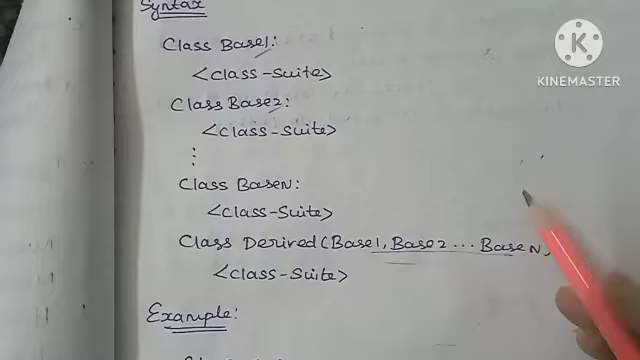 Syntax
Class Base1:
<class-suite>
Class Base2:
<class-suite>
⋮
Class BaseN:
<class-suite>
Class Derived(Base1, Base2 ... BaseN)
<class-suite>
Example:
K
KINEMASTER